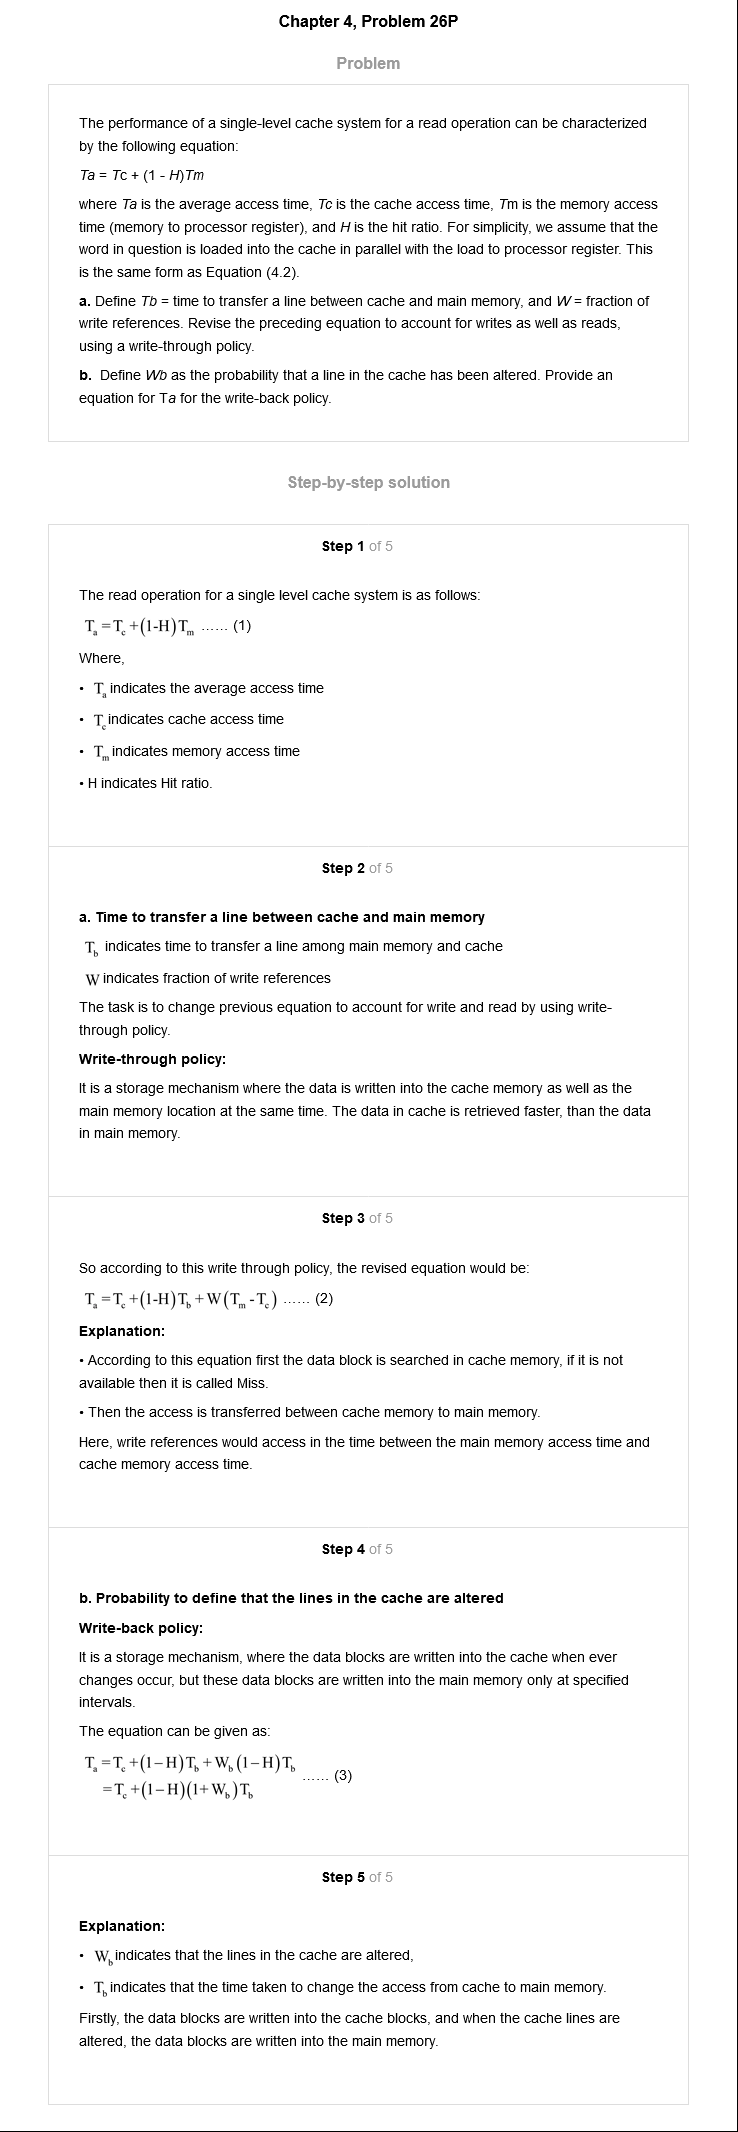 Chapter 4, Problem 26P
Problem
The performance of a single-level cache system for a read operation can be characterized
by the following equation:
Ta = Tc + (1 - H)Tm
where Ta is the average access time, Tc is the cache access time, Tm is the memory access
time (memory to processor register), and H is the hit ratio. For simplicity, we assume that the
word in question is loaded into the cache in parallel with the load to processor register. This
is the same form as Equation (4.2).
a. Define Tb = time to transfer a line between cache and main memory, and W = fraction of
write references. Revise the preceding equation to account for writes as well as reads,
using a write-through policy.
b. Define Wb as the probability that a line in the cache has been altered. Provide an
equation for Ta for the write-back policy.
Step-by-step solution
Step 1 of 5
The read operation for a single level cache system is as follows:
Tₐ = T_c + (1-H)T_m ...... (1)
Where,
• Tₐ indicates the average access time
• T_c indicates cache access time
• T_m indicates memory access time
• H indicates Hit ratio.
Step 2 of 5
a. Time to transfer a line between cache and main memory
T_b indicates time to transfer a line among main memory and cache
W indicates fraction of write references
The task is to change previous equation to account for write and read by using write-
through policy.
Write-through policy:
It is a storage mechanism where the data is written into the cache memory as well as the
main memory location at the same time. The data in cache is retrieved faster, than the data
in main memory.
Step 3 of 5
So according to this write through policy, the revised equation would be:
Tₐ = T_c + (1-H)T_b + W(T_m - T_c) ...... (2)
Explanation:
• According to this equation first the data block is searched in cache memory, if it is not
available then it is called Miss.
• Then the access is transferred between cache memory to main memory.
Here, write references would access in the time between the main memory access time and
cache memory access time.
Step 4 of 5
b. Probability to define that the lines in the cache are altered
Write-back policy:
It is a storage mechanism, where the data blocks are written into the cache when ever
changes occur, but these data blocks are written into the main memory only at specified
intervals.
The equation can be given as:
Tₐ = T_c + (1−H)T_b + W_b(1−H)T_b
= T_c + (1−H)(1+W_b)T_b ...... (3)
Step 5 of 5
Explanation:
• W_b indicates that the lines in the cache are altered,
• T_b indicates that the time taken to change the access from cache to main memory.
Firstly, the data blocks are written into the cache blocks, and when the cache lines are
altered, the data blocks are written into the main memory.